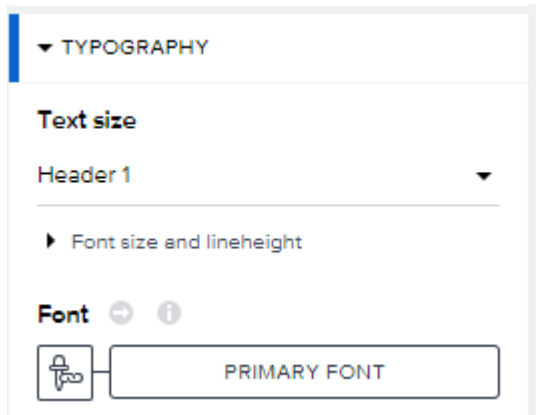 TYPOGRAPHY
Text size
Header 1
Font size and lineheight
Font
PRIMARY FONT